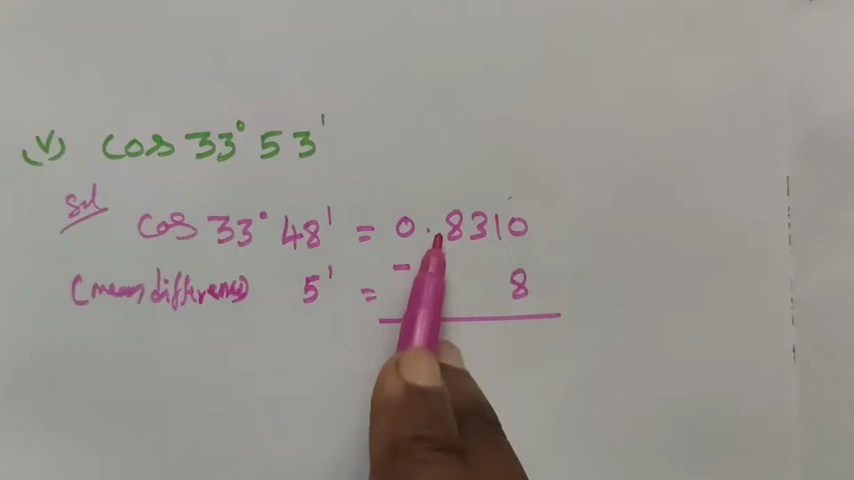 (v) cos 33° 53'
Sol
cos 33° 48' = 0.8310
(mean difference) 5' = - 8